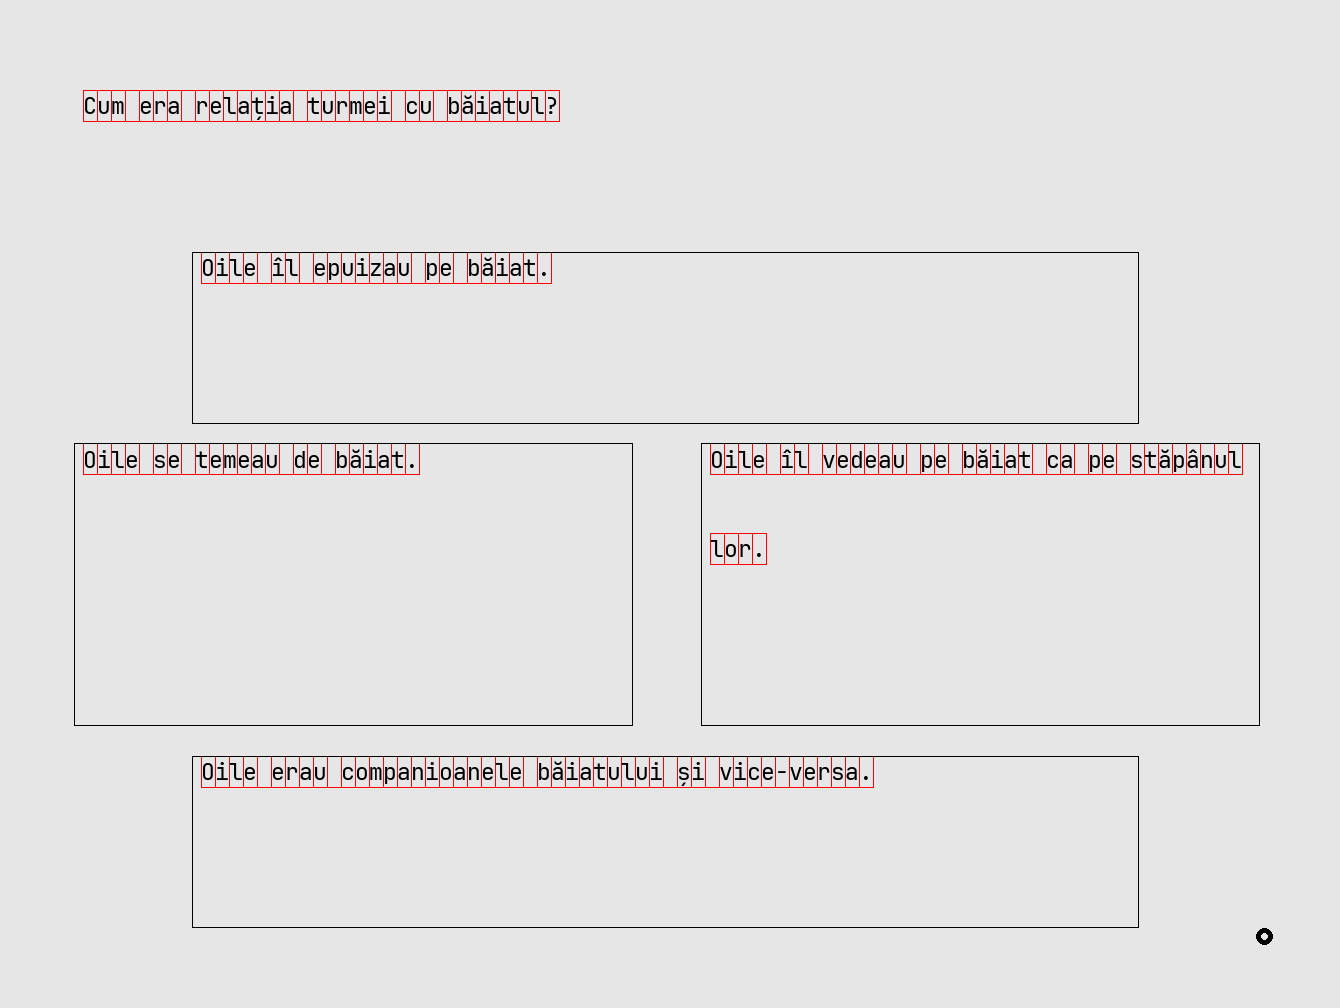 Cum era relația turmei cu băiatul?
Oile îl epuizau pe băiat.
Oile se temeau de băiat.
Oile îl vedeau pe băiat ca pe stăpânul
lor.
Oile erau companioanele băiatului și vice-versa.